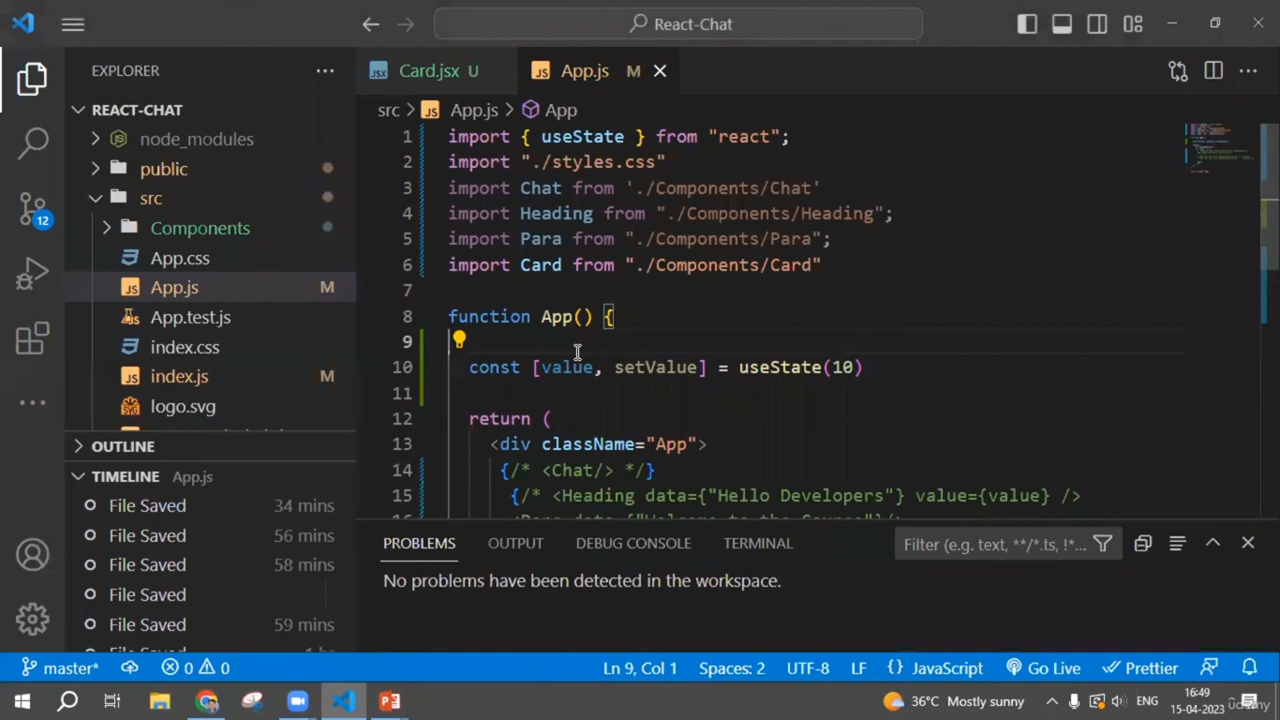 React-Chat
EXPLORER
REACT-CHAT
node_modules
public
src
Components
App.css
App.js M
App.test.js
index.css
index.js M
logo.svg
OUTLINE
TIMELINE App.js
File Saved 34 mins
File Saved 56 mins
File Saved 58 mins
File Saved
File Saved 59 mins
12
Card.jsx U
App.js M
src > App.js > App
1 import { useState } from "react";
2 import "./styles.css"
3 import Chat from './Components/Chat'
4 import Heading from "./Components/Heading";
5 import Para from "./Components/Para";
6 import Card from "./Components/Card"
7
8 function App() {
9
10 const [value, setValue] = useState(10)
11
12 return (
13 <div className="App">
14 {/* <Chat/> */}
15 {/* <Heading data={"Hello Developers"} value={value} />
PROBLEMS OUTPUT DEBUG CONSOLE TERMINAL
Filter (e.g. text, **/*.ts, !*...
No problems have been detected in the workspace.
master* 0 0 Ln 9, Col 1 Spaces: 2 UTF-8 LF {} JavaScript Go Live Prettier
36°C Mostly sunny ENG 16:49
15-04-2023